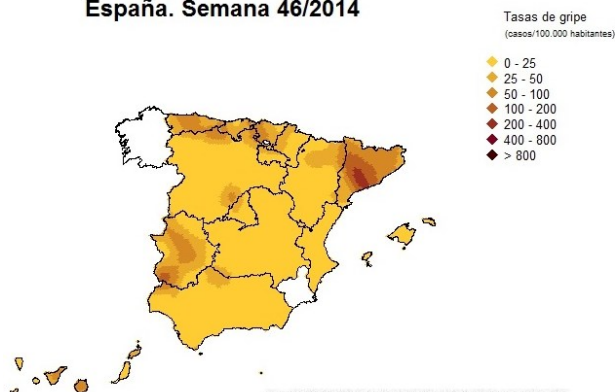 España. Semana 46/2014
Tasas de gripe
(casos/100.000 habitantes)
0 - 25
25 - 50
50 - 100
100 - 200
200 - 400
400 - 800
> 800